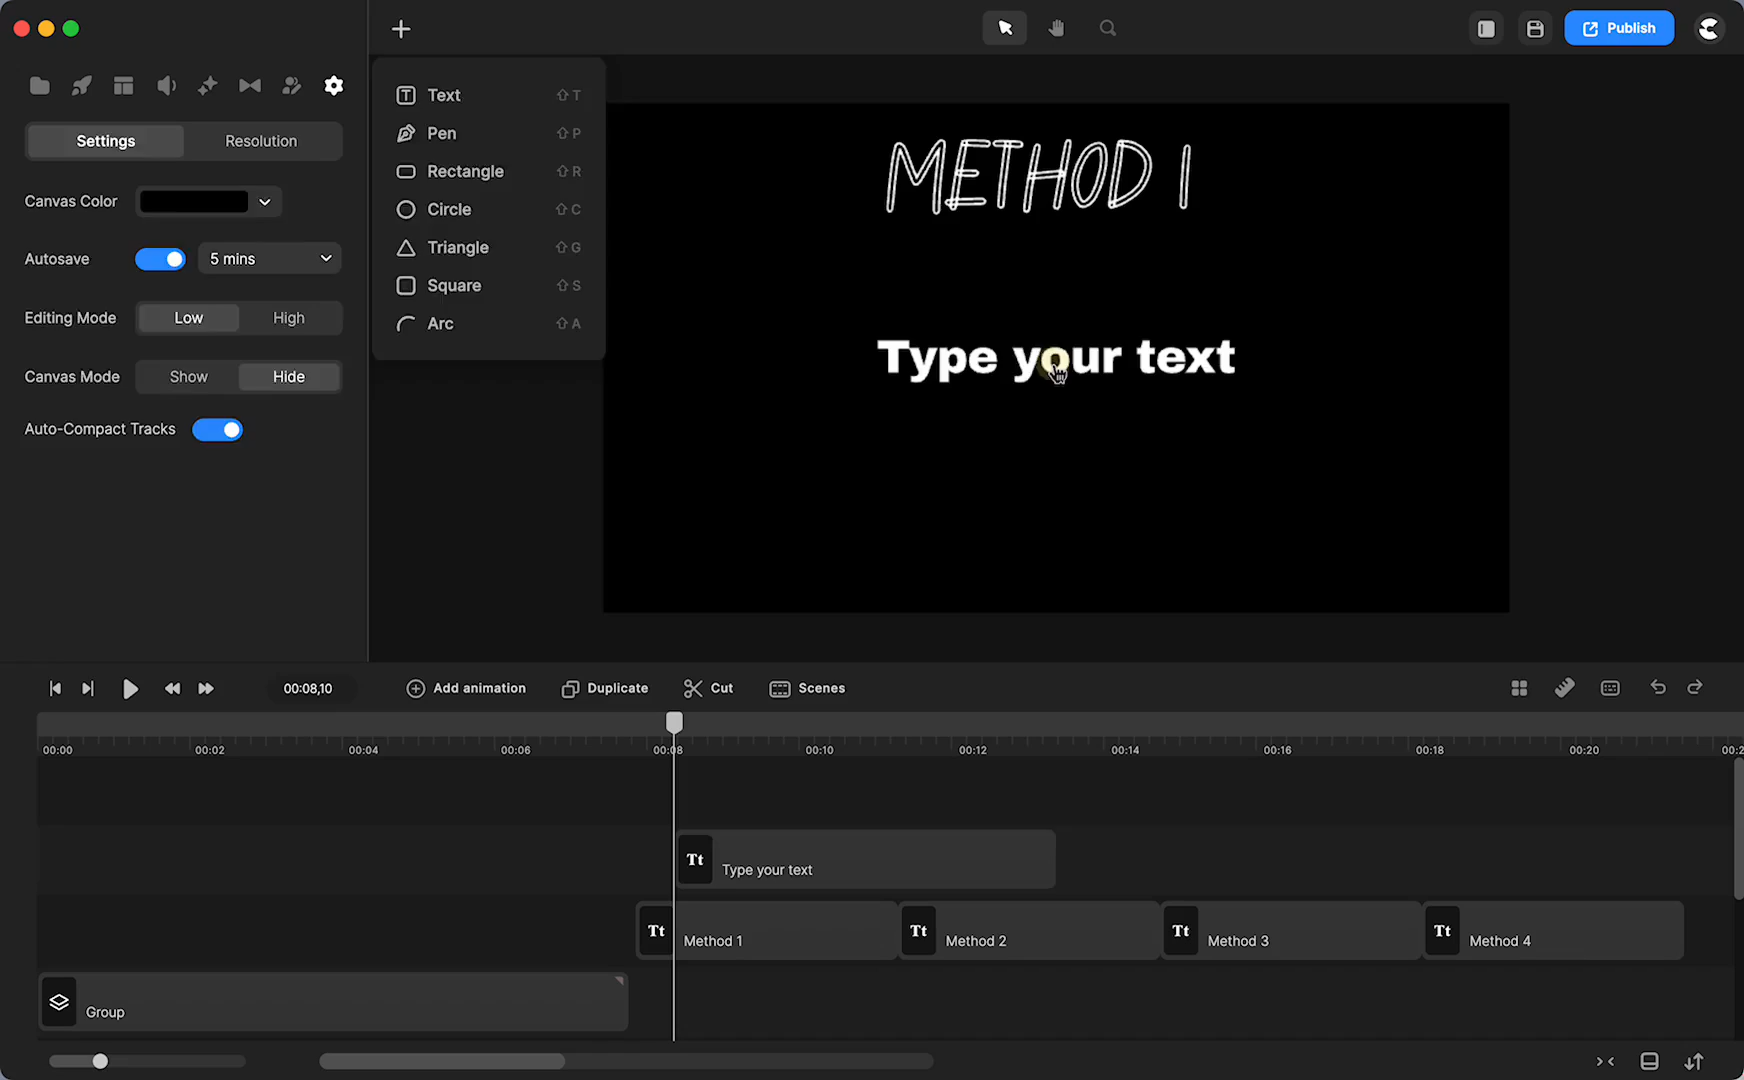 Publish
Settings
Resolution
Canvas Color
Autosave
5 mins
Editing Mode
Low
High
Canvas Mode
Show
Hide
Auto-Compact Tracks
Text ⇧ T
Pen ⇧ P
Rectangle ⇧ R
Circle ⇧ C
Triangle ⇧ G
Square ⇧ S
Arc ⇧ A
METHOD 1
Type your text
00:08,10
Add animation
Duplicate
Cut
Scenes
00:00 00:02 00:04 00:06 00:08 00:10 00:12 00:14 00:16 00:18 00:20 00:2
Tt Type your text
Tt Method 1
Tt Method 2
Tt Method 3
Tt Method 4
Group